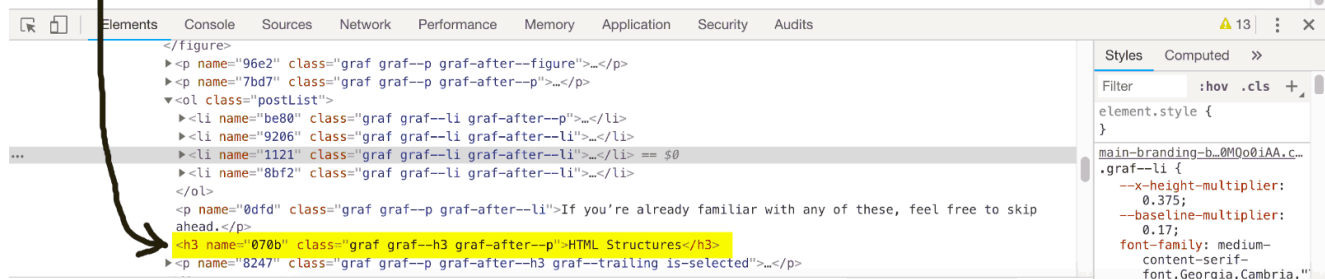 Elements Console Sources Network Performance Memory Application Security Audits 13
</figure>
<p name="96e2" class="graf graf--p graf-after--figure">…</p>
<p name="7bd7" class="graf graf--p graf-after--p">…</p>
<ol class="postList">
<li name="be80" class="graf graf--li graf-after--p">…</li>
<li name="9206" class="graf graf--li graf-after--li">…</li>
<li name="1121" class="graf graf--li graf-after--li">…</li> == $0
<li name="8bf2" class="graf graf--li graf-after--li">…</li>
</ol>
<p name="0dfd" class="graf graf--p graf-after--li">If you’re already familiar with any of these, feel free to skip
ahead.</p>
<h3 name="070b" class="graf graf--h3 graf-after--p">HTML Structures</h3>
<p name="8247" class="graf graf--p graf-after--h3 graf--trailing is-selected">…</p>
Styles Computed »
Filter :hov .cls +
element.style {
}
main-branding-b…0MQo0iAA.c…
.graf--li {
--x-height-multiplier:
0.375;
--baseline-multiplier:
0.17;
font-family: medium-
content-serif-
font,Georgia,Cambria,"